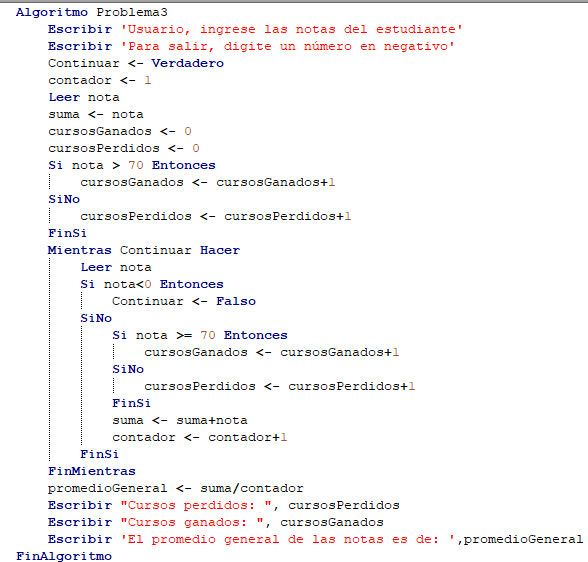 Algoritmo Problema3
Escribir 'Usuario, ingrese las notas del estudiante'
Escribir 'Para salir, digite un número en negativo'
Continuar <- Verdadero
contador <- 1
Leer nota
suma <- nota
cursosGanados <- 0
cursosPerdidos <- 0
Si nota > 70 Entonces
cursosGanados <- cursosGanados+1
SiNo
cursosPerdidos <- cursosPerdidos+1
FinSi
Mientras Continuar Hacer
Leer nota
Si nota<0 Entonces
Continuar <- Falso
SiNo
Si nota >= 70 Entonces
cursosGanados <- cursosGanados+1
SiNo
cursosPerdidos <- cursosPerdidos+1
FinSi
suma <- suma+nota
contador <- contador+1
FinSi
FinMientras
promedioGeneral <- suma/contador
Escribir "Cursos perdidos: ", cursosPerdidos
Escribir "Cursos ganados: ", cursosGanados
Escribir 'El promedio general de las notas es de: ',promedioGeneral
FinAlgoritmo